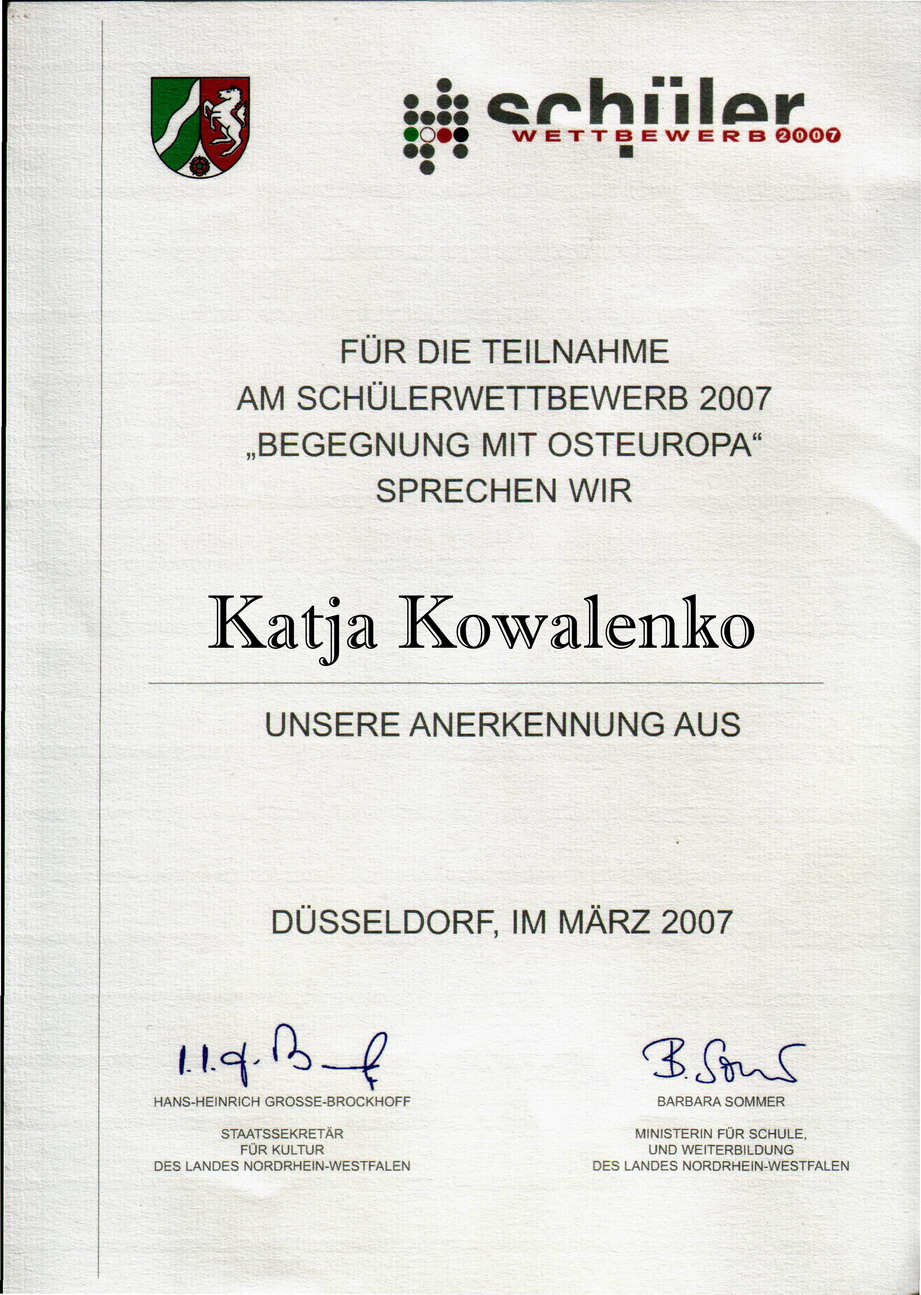 schüler
WETTBEWERB 2007
FÜR DIE TEILNAHME
AM SCHÜLERWETTBEWERB 2007
„BEGEGNUNG MIT OSTEUROPA“
SPRECHEN WIR
Katja Kowalenko
UNSERE ANERKENNUNG AUS
DÜSSELDORF, IM MÄRZ 2007
HANS-HEINRICH GROSSE-BROCKHOFF
STAATSSEKRETÄR
FÜR KULTUR
DES LANDES NORDRHEIN-WESTFALEN
B. Sommer
BARBARA SOMMER
MINISTERIN FÜR SCHULE,
UND WEITERBILDUNG
DES LANDES NORDRHEIN-WESTFALEN